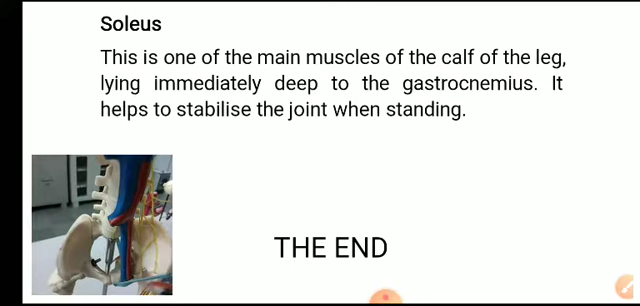 Soleus
This is one of the main muscles of the calf of the leg,
lying immediately deep to the gastrocnemius. It
helps to stabilise the joint when standing.
THE END